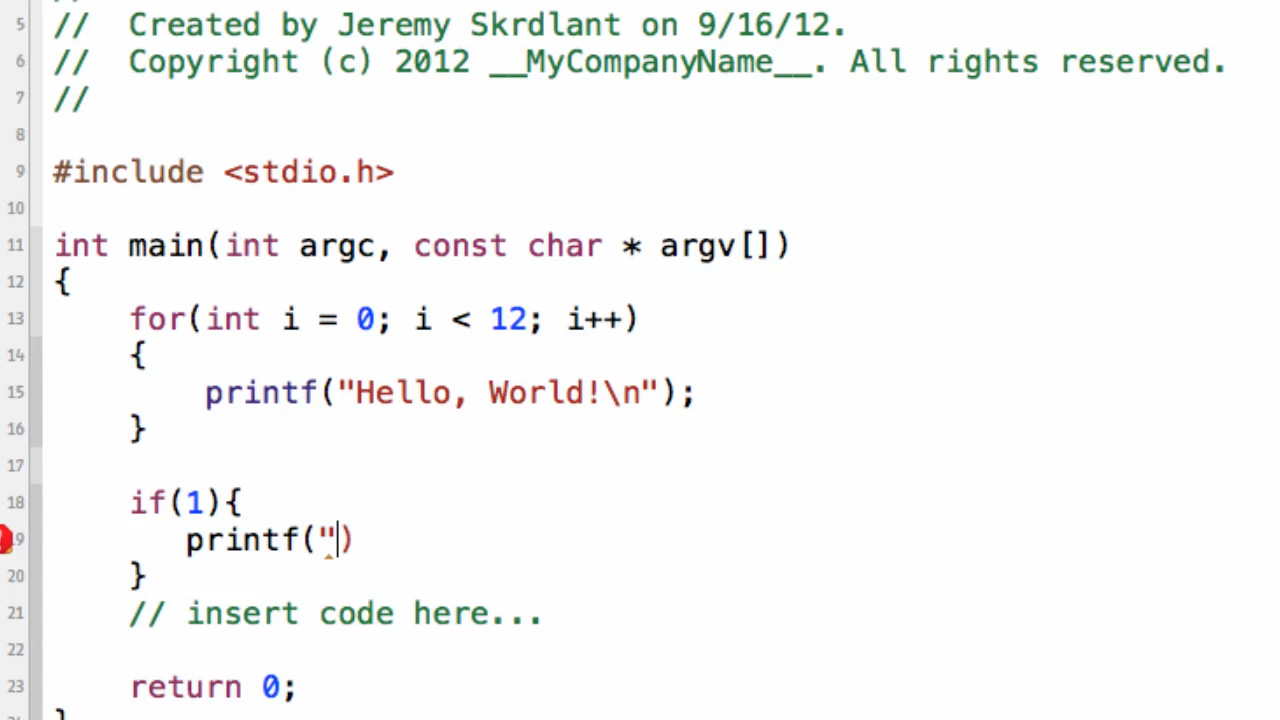 5 //  Created by Jeremy Skrdlant on 9/16/12.
6 //  Copyright (c) 2012 __MyCompanyName__. All rights reserved.
7 //
8
9 #include <stdio.h>
10
11 int main(int argc, const char * argv[])
12 {
13     for(int i = 0; i < 12; i++)
14     {
15         printf("Hello, World!\n");
16     }
17
18     if(1){
19        printf(")
20     }
21     // insert code here...
22
23     return 0;
}